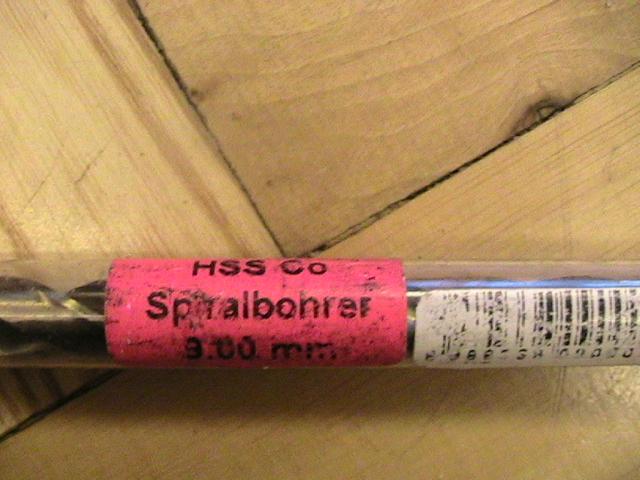 HSS Co
Spiralbohrer
9.00 mm